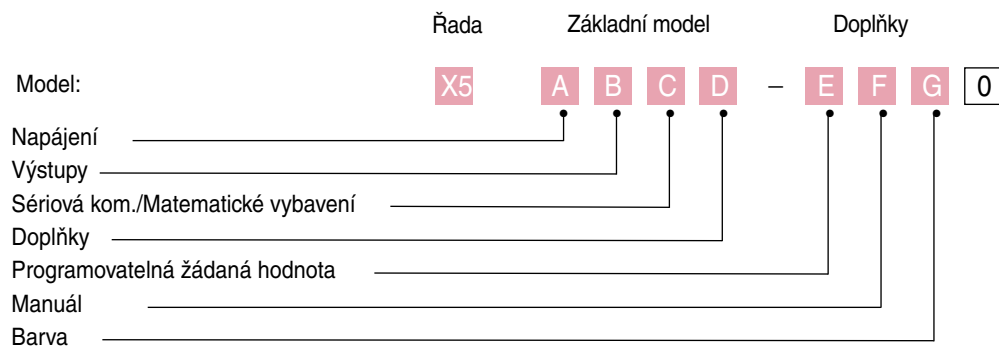 Řada Základní model Doplňky
Model: X5 A B C D – E F G 0
Napájení
Výstupy
Sériová kom./Matematické vybavení
Doplňky
Programovatelná žádaná hodnota
Manuál
Barva